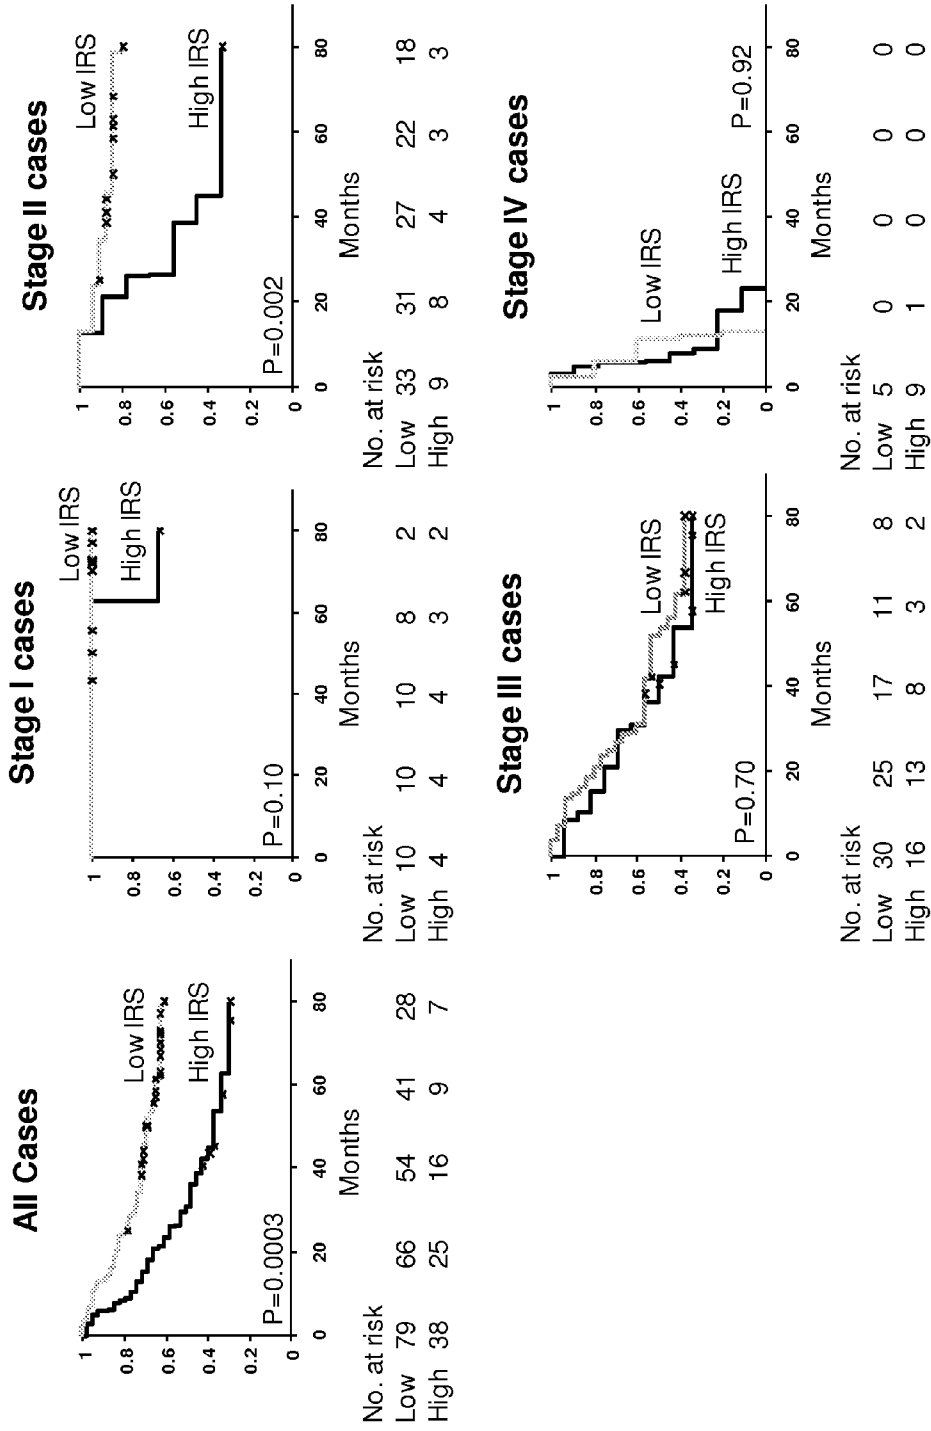 All Cases
1
0.8
0.6
0.4
0.2
0
Low IRS
High IRS
P=0.0003
0 20 40 60 80
Months
No. at risk
Low 79 66 54 41 28
High 38 25 16 9 7
Stage I cases
1
0.8
0.6
0.4
0.2
0
Low IRS
High IRS
P=0.10
0 20 40 60 80
Months
No. at risk
Low 10 10 10 8 2
High 4 4 4 3 2
Stage II cases
1
0.8
0.6
0.4
0.2
0
Low IRS
High IRS
P=0.002
0 20 40 60 80
Months
No. at risk
Low 33 31 27 22 18
High 9 8 4 3 3
Stage III cases
1
0.8
0.6
0.4
0.2
0
Low IRS
High IRS
P=0.70
0 20 40 60 80
Months
No. at risk
Low 30 25 17 11 8
High 16 13 8 3 2
Stage IV cases
1
0.8
0.6
0.4
0.2
0
Low IRS
High IRS
P=0.92
0 20 40 60 80
Months
No. at risk
Low 5 0 0 0 0
High 9 1 0 0 0